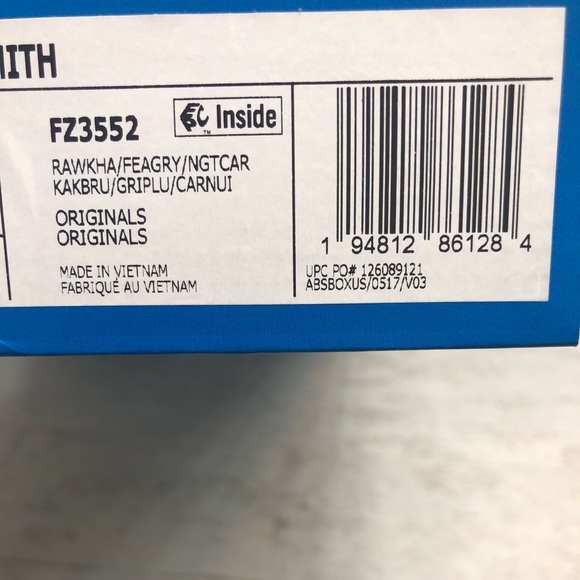 MITH
FZ3552
Inside
RAWKHA/FEAGRY/NGTCAR
KAKBRU/GRIPLU/CARNUI
ORIGINALS
ORIGINALS
MADE IN VIETNAM
FABRIQUÉ AU VIETNAM
1 94812 86128 4
UPC PO# 126089121
ABSBOXUS/0517/V03